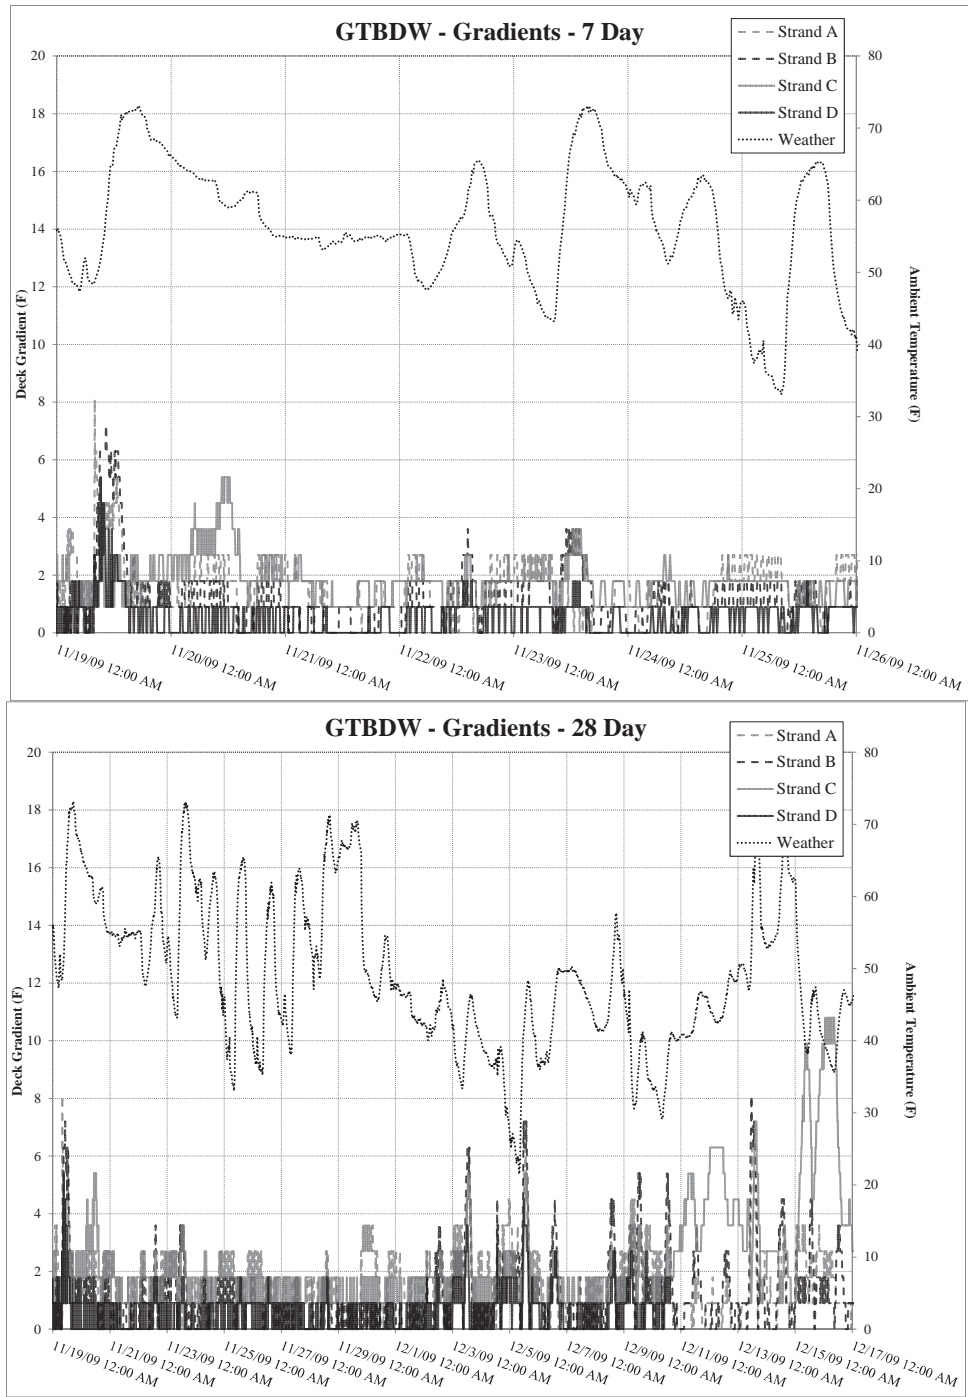 GTBDW - Gradients - 7 Day
Strand A
Strand B
Strand C
Strand D
Weather
20
18
16
14
12
10
8
6
4
2
0
Deck Gradient (F)
80
70
60
50
40
30
20
10
0
Ambient Temperature (F)
11/19/09 12:00 AM
11/20/09 12:00 AM
11/21/09 12:00 AM
11/22/09 12:00 AM
11/23/09 12:00 AM
11/24/09 12:00 AM
11/25/09 12:00 AM
11/26/09 12:00 AM
GTBDW - Gradients - 28 Day
Strand A
Strand B
Strand C
Strand D
Weather
20
18
16
14
12
10
8
6
4
2
0
Deck Gradient (F)
80
70
60
50
40
30
20
10
0
Ambient Temperature (F)
11/19/09 12:00 AM
11/21/09 12:00 AM
11/23/09 12:00 AM
11/25/09 12:00 AM
11/27/09 12:00 AM
11/29/09 12:00 AM
12/1/09 12:00 AM
12/3/09 12:00 AM
12/5/09 12:00 AM
12/7/09 12:00 AM
12/9/09 12:00 AM
12/11/09 12:00 AM
12/13/09 12:00 AM
12/15/09 12:00 AM
12/17/09 12:00 AM